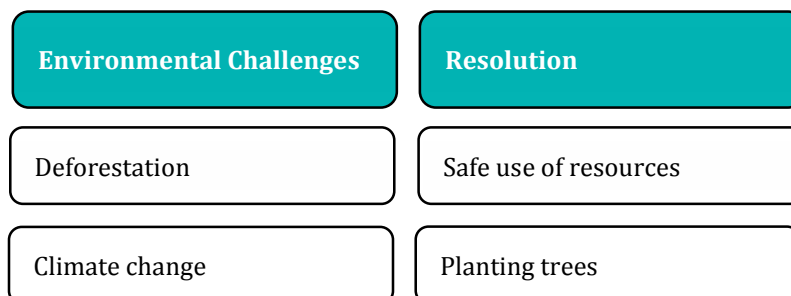 Environmental Challenges
Resolution
Deforestation
Safe use of resources
Climate change
Planting trees